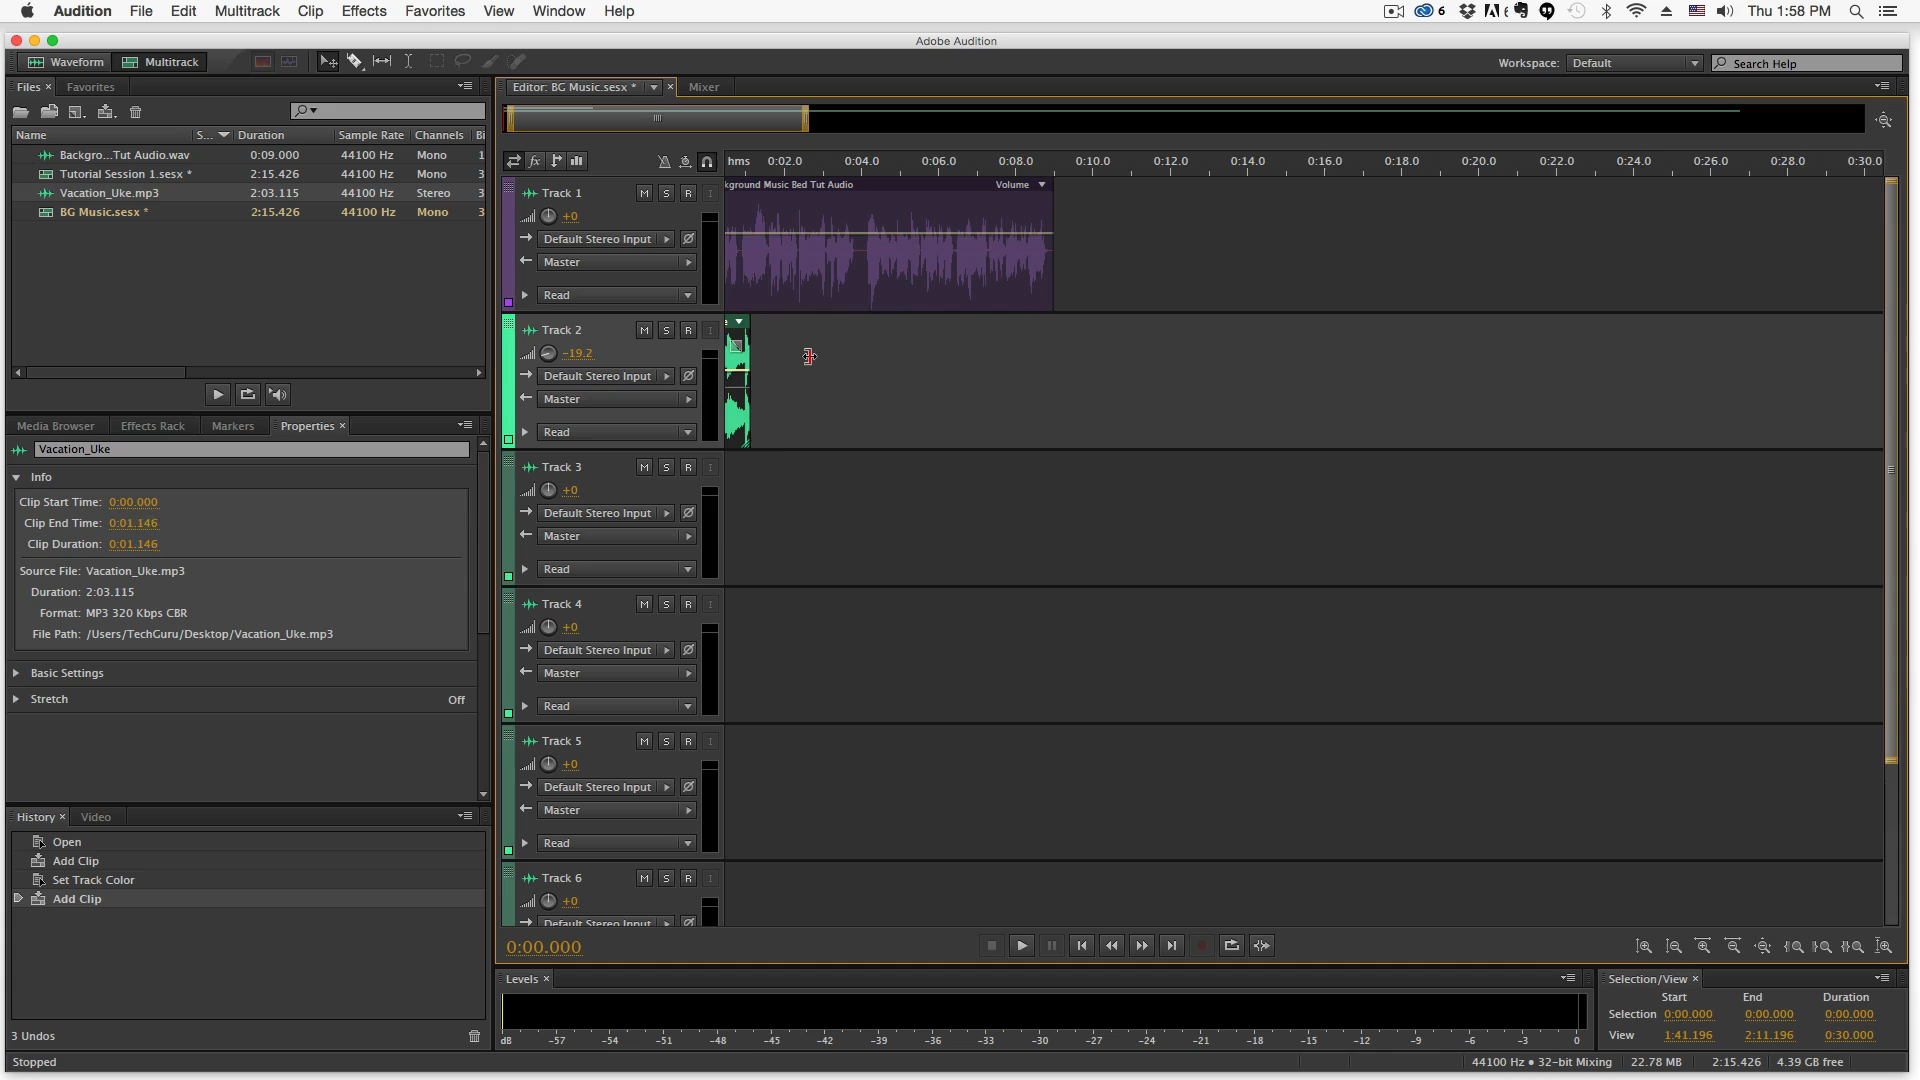 Audition File Edit Multitrack Clip Effects Favorites View Window Help 6 Thu 1:58 PM
Adobe Audition
Waveform Multitrack Workspace: Default Search Help
Files × Favorites Editor: BG Music.sesx * × Mixer
Name S... Duration Sample Rate Channels Bi
Backgro...Tut Audio.wav 0:09.000 44100 Hz Mono 1
Tutorial Session 1.sesx * 2:15.426 44100 Hz Mono 3
Vacation_Uke.mp3 2:03.115 44100 Hz Stereo 3
BG Music.sesx * 2:15.426 44100 Hz Mono 3
fx hms 0:02.0 0:04.0 0:06.0 0:08.0 0:10.0 0:12.0 0:14.0 0:16.0 0:18.0 0:20.0 0:22.0 0:24.0 0:26.0 0:28.0 0:30.0
kground Music Bed Tut Audio Volume
Track 1 M S R I
+0
Default Stereo Input
Master
Read
Track 2 M S R I
-19.2
Default Stereo Input
Master
Read
Track 3 M S R I
+0
Default Stereo Input
Master
Read
Track 4 M S R I
+0
Default Stereo Input
Master
Read
Track 5 M S R I
+0
Default Stereo Input
Master
Read
Track 6 M S R I
+0
Default Stereo Input
Media Browser Effects Rack Markers Properties ×
Vacation_Uke
Info
Clip Start Time: 0:00.000
Clip End Time: 0:01.146
Clip Duration: 0:01.146
Source File: Vacation_Uke.mp3
Duration: 2:03.115
Format: MP3 320 Kbps CBR
File Path: /Users/TechGuru/Desktop/Vacation_Uke.mp3
Basic Settings
Stretch Off
History × Video
Open
Add Clip
Set Track Color
Add Clip
3 Undos
Stopped
0:00.000
Levels ×
dB -57 -54 -51 -48 -45 -42 -39 -36 -33 -30 -27 -24 -21 -18 -15 -12 -9 -6 -3 0
Selection/View ×
Start End Duration
Selection 0:00.000 0:00.000 0:00.000
View 1:41.196 2:11.196 0:30.000
44100 Hz • 32-bit Mixing 22.78 MB 2:15.426 4.39 GB free